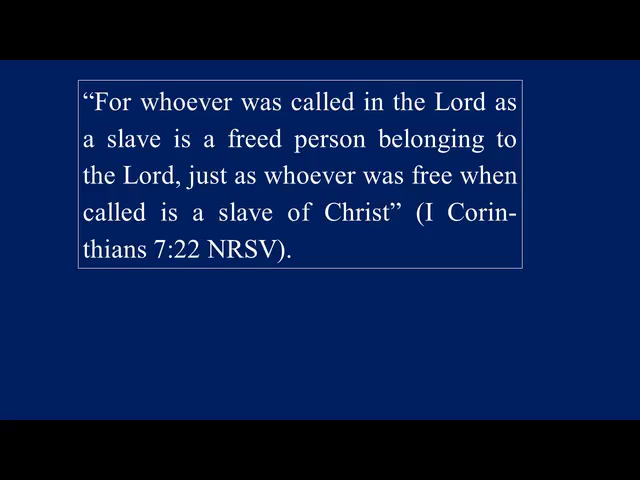 “For whoever was called in the Lord as
a slave is a freed person belonging to
the Lord, just as whoever was free when
called is a slave of Christ” (I Corin-
thians 7:22 NRSV).